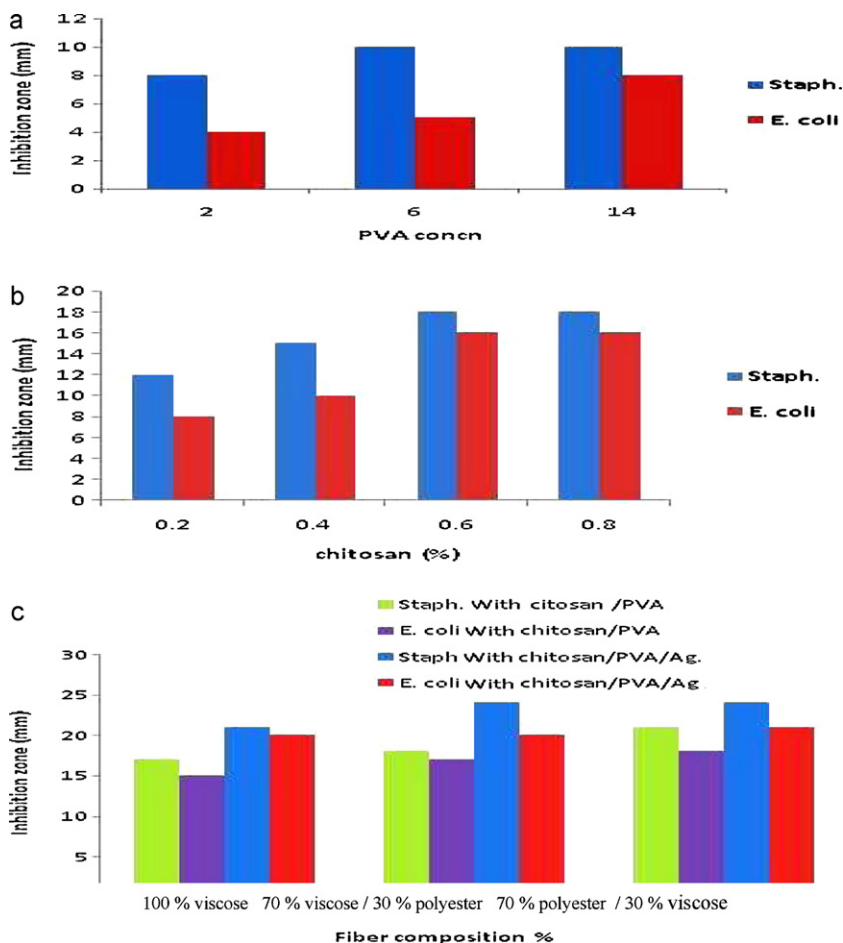 a
12
10
8
6
4
2
0
Inhibition zone (mm)
Staph.
E. coli
2 6 14
PVA concn
b
20
18
16
14
12
10
8
6
4
2
0
Inhibition zone (mm)
Staph.
E. coli
0.2 0.4 0.6 0.8
chitosan (%)
c
Staph. With citosan /PVA
E. coli With chitosan/PVA
Staph With chitosan/PVA/Ag.
E. coli With chitosan/PVA/Ag
30
25
20
15
10
5
Inhibition zone (mm)
100 % viscose 70 % viscose / 30 % polyester 70 % polyester / 30 % viscose
Fiber composition %